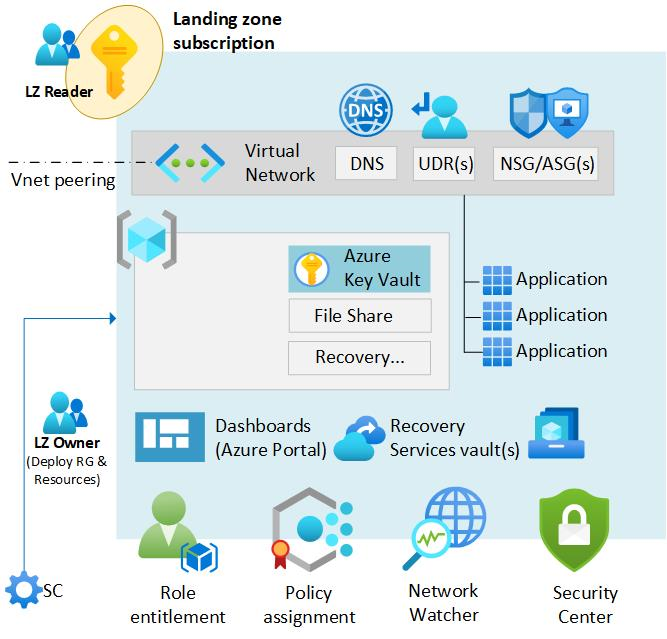 Landing zone
subscription
LZ Reader
DNS
Virtual
Network
DNS
UDR(s)
NSG/ASG(s)
Vnet peering
Azure
Key Vault
File Share
Recovery...
Application
Application
Application
LZ Owner
(Deploy RG &
Resources)
Dashboards
(Azure Portal)
Recovery
Services vault(s)
SC
Role
entitlement
Policy
assignment
Network
Watcher
Security
Center